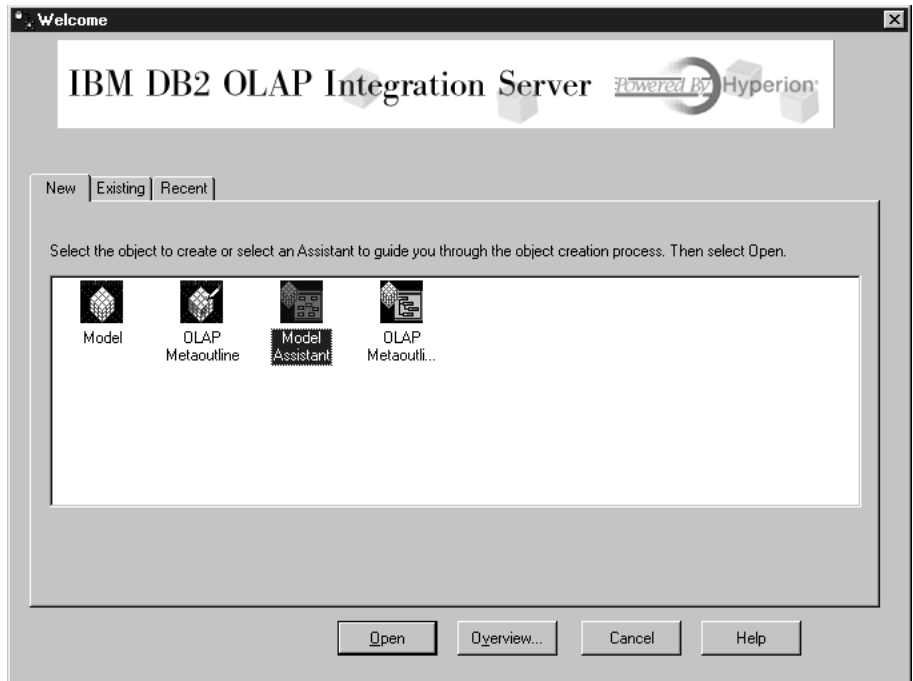 Welcome
IBM DB2 OLAP Integration Server Powered By Hyperion
New Existing Recent
Select the object to create or select an Assistant to guide you through the object creation process. Then select Open.
Model OLAP Model OLAP
Metaoutline Assistant Metaoutli...
Open Overview... Cancel Help